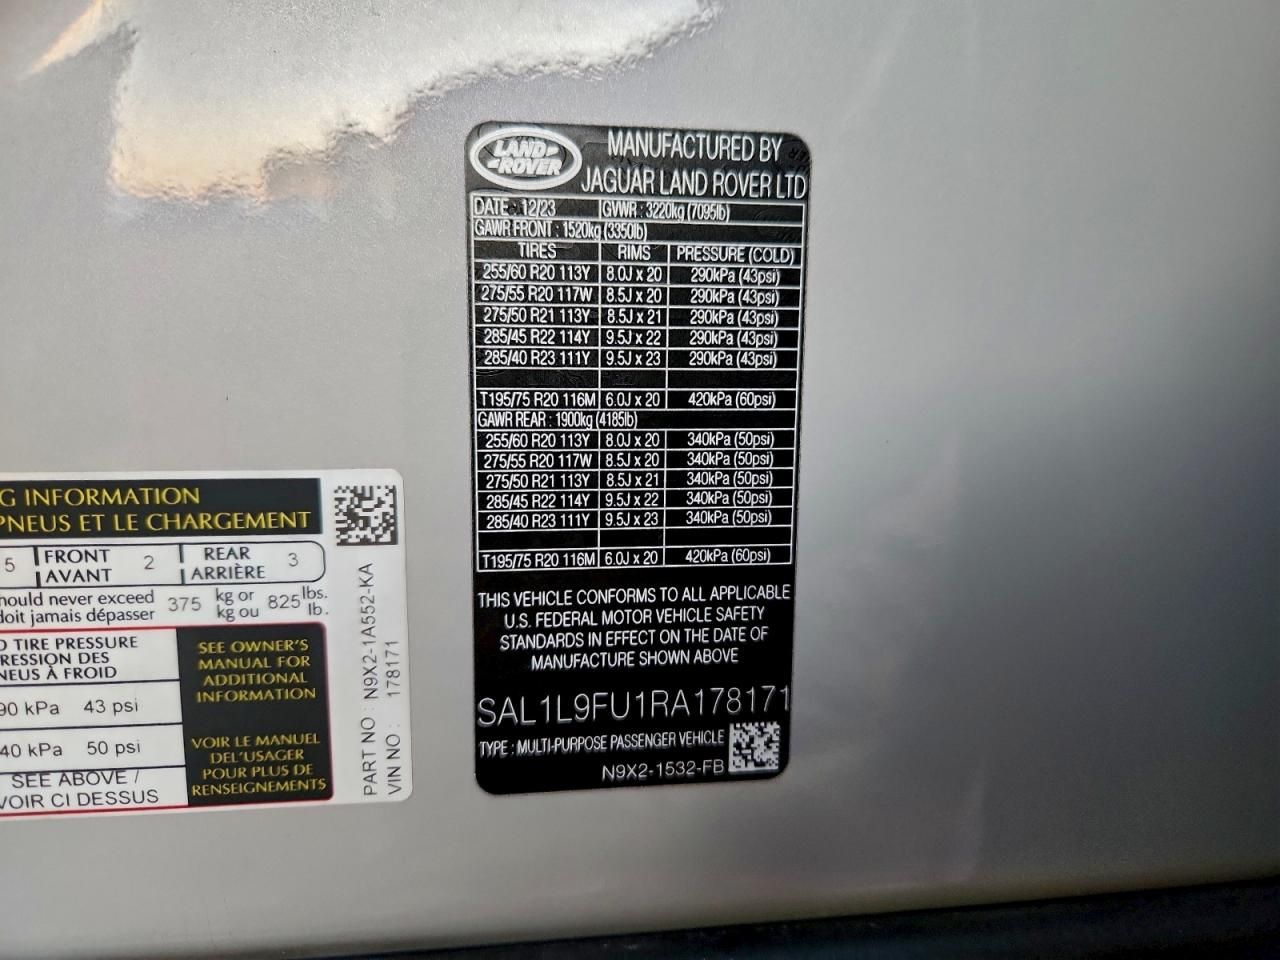 LAND ROVER
MANUFACTURED BY
JAGUAR LAND ROVER LTD
DATE : 12/23 GVWR : 3220kg (7095lb)
GAWR FRONT : 1520kg (3350lb)
TIRES RIMS PRESSURE (COLD)
255/60 R20 113Y 8.0J x 20 290kPa (43psi)
275/55 R20 117W 8.5J x 20 290kPa (43psi)
275/50 R21 113Y 8.5J x 21 290kPa (43psi)
285/45 R22 114Y 9.5J x 22 290kPa (43psi)
285/40 R23 111Y 9.5J x 23 290kPa (43psi)
T195/75 R20 116M 6.0J x 20 420kPa (60psi)
GAWR REAR : 1900kg (4185lb)
255/60 R20 113Y 8.0J x 20 340kPa (50psi)
275/55 R20 117W 8.5J x 20 340kPa (50psi)
275/50 R21 113Y 8.5J x 21 340kPa (50psi)
285/45 R22 114Y 9.5J x 22 340kPa (50psi)
285/40 R23 111Y 9.5J x 23 340kPa (50psi)
T195/75 R20 116M 6.0J x 20 420kPa (60psi)
THIS VEHICLE CONFORMS TO ALL APPLICABLE
U.S. FEDERAL MOTOR VEHICLE SAFETY
STANDARDS IN EFFECT ON THE DATE OF
MANUFACTURE SHOWN ABOVE
SAL1L9FU1RA178171
TYPE : MULTI-PURPOSE PASSENGER VEHICLE
N9X2-1532-FB
G INFORMATION
PNEUS ET LE CHARGEMENT
5 FRONT AVANT 2 REAR ARRIÈRE 3
hould never exceed 375 kg or 825 lbs.
doit jamais dépasser kg ou lb.
D TIRE PRESSURE
RESSION DES
NEUS À FROID
90 kPa 43 psi
40 kPa 50 psi
SEE ABOVE /
VOIR CI DESSUS
SEE OWNER'S
MANUAL FOR
ADDITIONAL
INFORMATION
VOIR LE MANUEL
DEL'USAGER
POUR PLUS DE
RENSEIGNEMENTS
PART NO : N9X2-1A552-KA
VIN NO : 178171